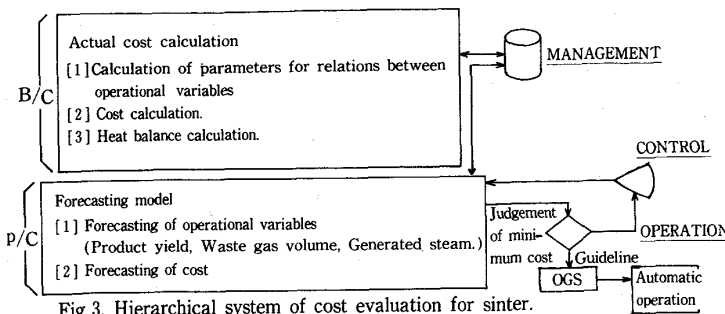 Actual cost calculation
[1]Calculation of parameters for relations between
operational variables
[2] Cost calculation.
[3] Heat balance calculation.
B/C
MANAGEMENT
CONTROL
Forecasting model
[1] Forecasting of operational variables
(Product yield, Waste gas volume, Generated steam.)
[2] Forecasting of cost
p/C
Judgement
of mini-
mum cost
OPERATION
Guideline
OGS
Automatic
operation
Fig 3. Hierarchical system of cost evaluation for sinter.